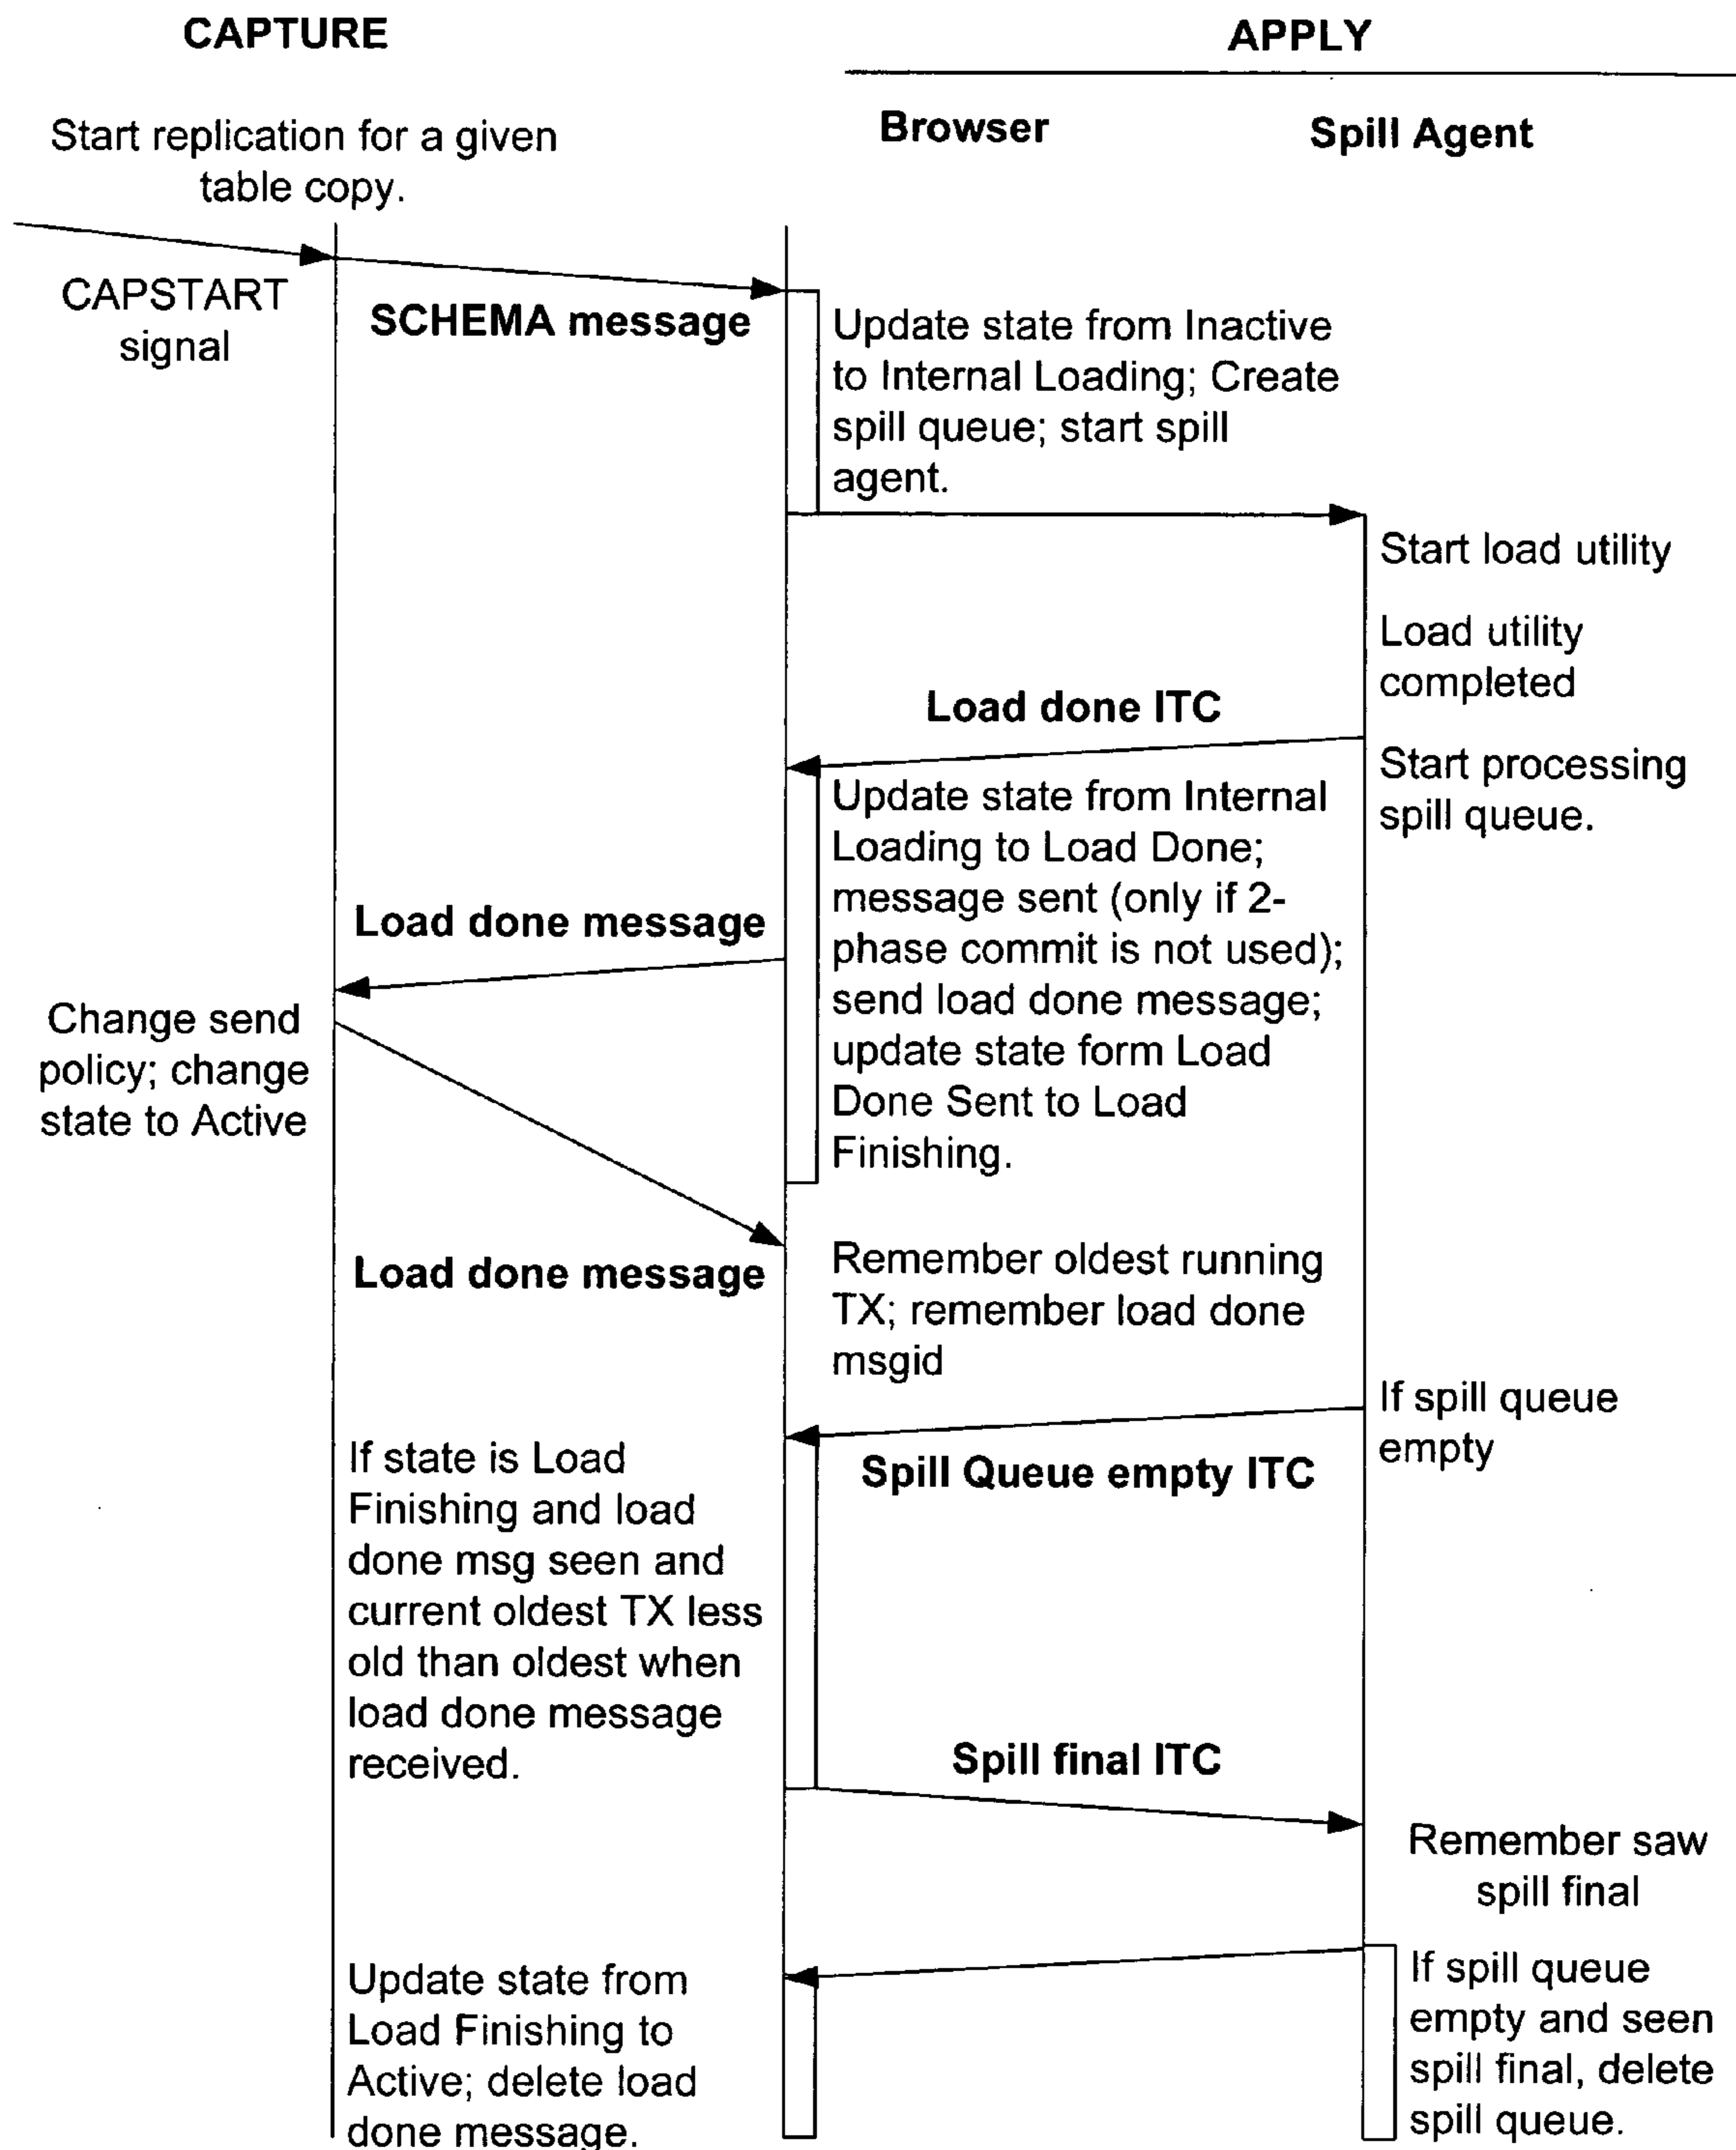 CAPTURE
APPLY
Browser
Spill Agent
Start replication for a given
table copy.
CAPSTART
signal
SCHEMA message
Update state from Inactive
to Internal Loading; Create
spill queue; start spill
agent.
Start load utility
Load utility
completed
Load done ITC
Start processing
spill queue.
Update state from Internal
Loading to Load Done;
message sent (only if 2-
phase commit is not used);
send load done message;
update state form Load
Done Sent to Load
Finishing.
Load done message
Change send
policy; change
state to Active
Load done message
Remember oldest running
TX; remember load done
msgid
If spill queue
empty
Spill Queue empty ITC
If state is Load
Finishing and load
done msg seen and
current oldest TX less
old than oldest when
load done message
received.
Spill final ITC
Remember saw
spill final
If spill queue
empty and seen
spill final, delete
spill queue.
Update state from
Load Finishing to
Active; delete load
done message.